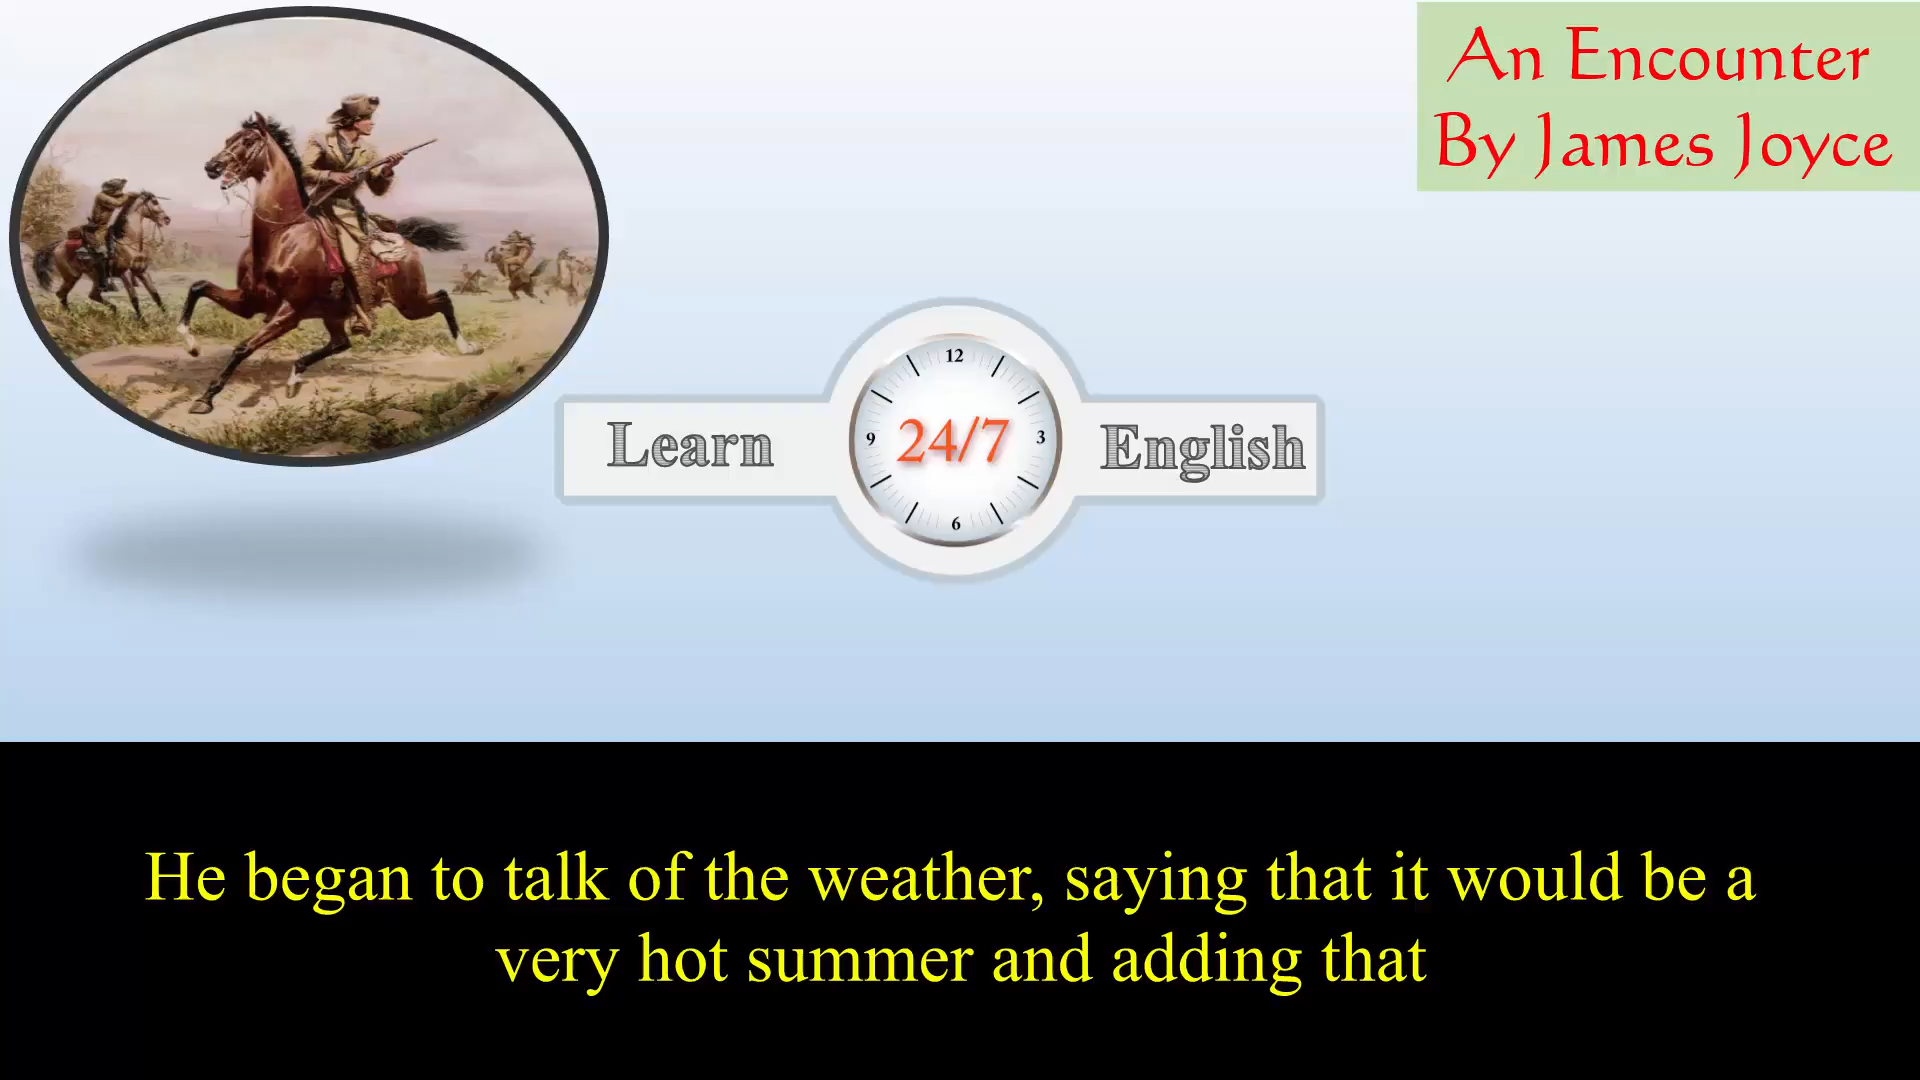 An Encounter
By James Joyce
12
9
3
6
Learn 24/7 English
He began to talk of the weather, saying that it would be a
very hot summer and adding that